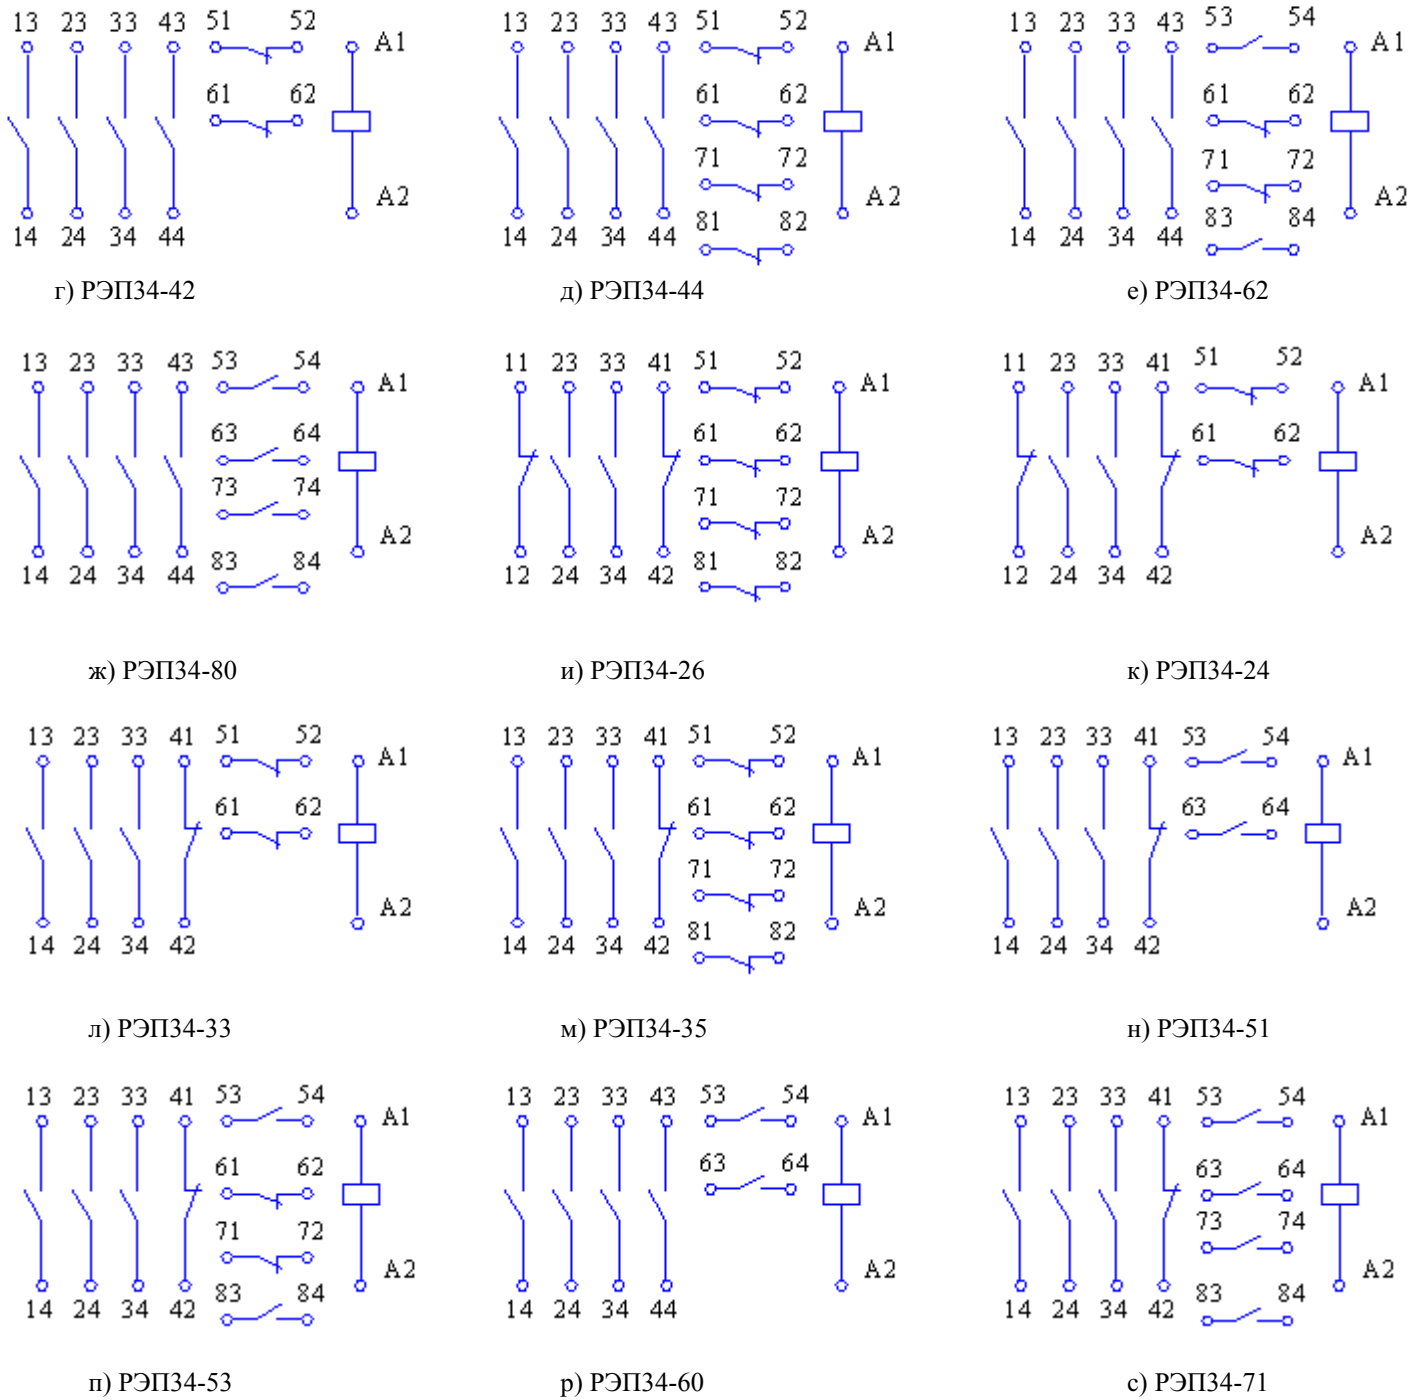 13 23 33 43 51 52 A1
61 62
A2
14 24 34 44
г) РЭП34-42
13 23 33 43 51 52 A1
61 62
71 72
A2
81 82
14 24 34 44
д) РЭП34-44
13 23 33 43 53 54 A1
61 62
71 72
A2
83 84
14 24 34 44
е) РЭП34-62
13 23 33 43 53 54 A1
63 64
73 74
A2
83 84
14 24 34 44
ж) РЭП34-80
11 23 33 41 51 52 A1
61 62
71 72
A2
81 82
12 24 34 42
и) РЭП34-26
11 23 33 41 51 52 A1
61 62
A2
12 24 34 42
к) РЭП34-24
13 23 33 41 51 52 A1
61 62
A2
14 24 34 42
л) РЭП34-33
13 23 33 41 51 52 A1
61 62
71 72
A2
81 82
14 24 34 42
м) РЭП34-35
13 23 33 41 53 54 A1
63 64
A2
14 24 34 42
н) РЭП34-51
13 23 33 41 53 54 A1
61 62
71 72
A2
83 84
14 24 34 42
п) РЭП34-53
13 23 33 43 53 54 A1
63 64
A2
14 24 34 44
р) РЭП34-60
13 23 33 41 53 54 A1
63 64
73 74
A2
83 84
14 24 34 42
с) РЭП34-71